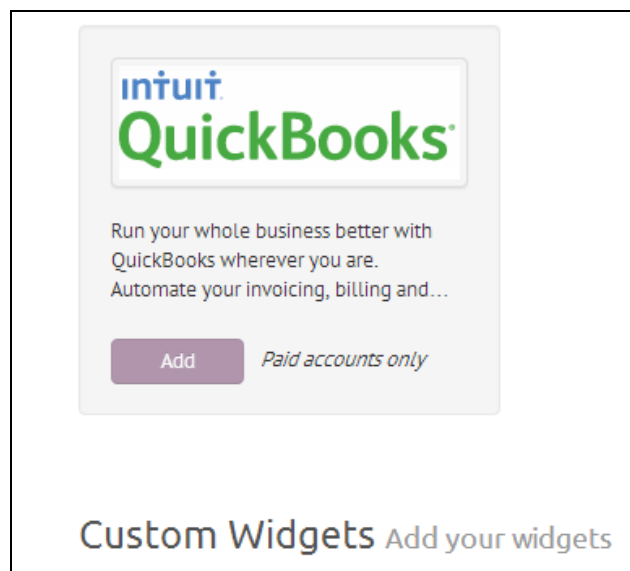 intuit.
QuickBooks®
Run your whole business better with
QuickBooks wherever you are.
Automate your invoicing, billing and...
Add Paid accounts only
Custom Widgets Add your widgets